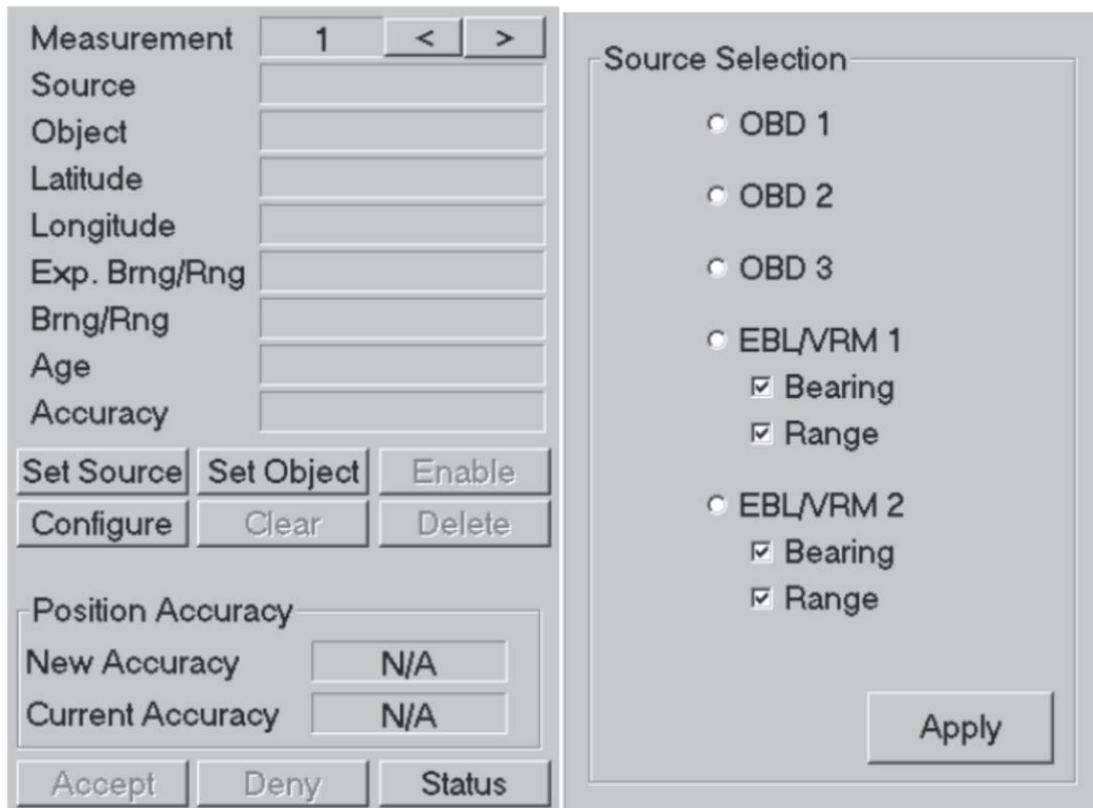 Measurement 1 < >
Source
Object
Latitude
Longitude
Exp. Brng/Rng
Brng/Rng
Age
Accuracy
Set Source Set Object Enable
Configure Clear Delete
Position Accuracy
New Accuracy N/A
Current Accuracy N/A
Accept Deny Status
Source Selection
OBD 1
OBD 2
OBD 3
EBL/VRM 1
Bearing
Range
EBL/VRM 2
Bearing
Range
Apply